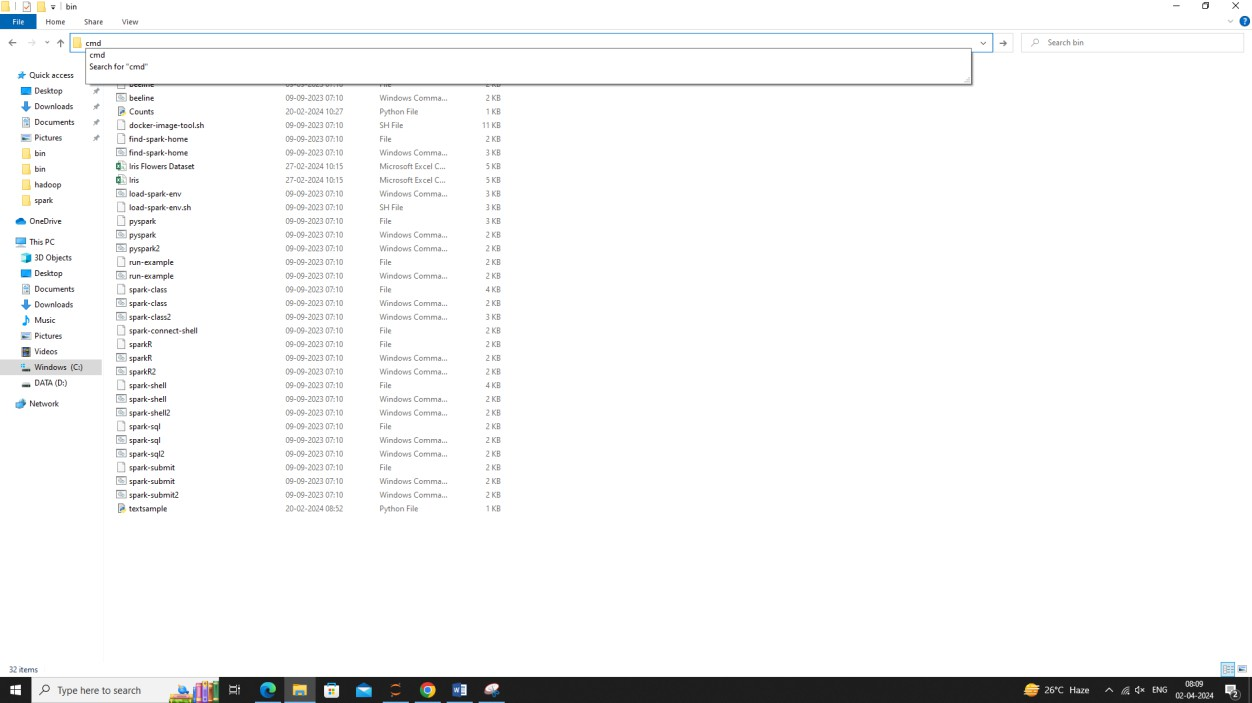 bin
File Home Share View
cmd
Search bin
cmd
Search for "cmd"
Quick access
Desktop
Downloads
Documents
Pictures
bin
bin
hadoop
spark
OneDrive
This PC
3D Objects
Desktop
Documents
Downloads
Music
Pictures
Videos
Windows (C:)
DATA (D:)
Network
beeline 09-09-2023 07:10 File 2 KB
beeline 09-09-2023 07:10 Windows Comma... 2 KB
Counts 20-02-2024 10:27 Python File 1 KB
docker-image-tool.sh 09-09-2023 07:10 SH File 11 KB
find-spark-home 09-09-2023 07:10 File 2 KB
find-spark-home 09-09-2023 07:10 Windows Comma... 3 KB
Iris Flowers Dataset 27-02-2024 10:15 Microsoft Excel C... 5 KB
Iris 27-02-2024 10:15 Microsoft Excel C... 5 KB
load-spark-env 09-09-2023 07:10 Windows Comma... 3 KB
load-spark-env.sh 09-09-2023 07:10 SH File 3 KB
pyspark 09-09-2023 07:10 File 3 KB
pyspark 09-09-2023 07:10 Windows Comma... 2 KB
pyspark2 09-09-2023 07:10 Windows Comma... 2 KB
run-example 09-09-2023 07:10 File 2 KB
run-example 09-09-2023 07:10 Windows Comma... 2 KB
spark-class 09-09-2023 07:10 File 4 KB
spark-class 09-09-2023 07:10 Windows Comma... 2 KB
spark-class2 09-09-2023 07:10 Windows Comma... 3 KB
spark-connect-shell 09-09-2023 07:10 File 2 KB
sparkR 09-09-2023 07:10 File 2 KB
sparkR 09-09-2023 07:10 Windows Comma... 2 KB
sparkR2 09-09-2023 07:10 Windows Comma... 2 KB
spark-shell 09-09-2023 07:10 File 4 KB
spark-shell 09-09-2023 07:10 Windows Comma... 2 KB
spark-shell2 09-09-2023 07:10 Windows Comma... 2 KB
spark-sql 09-09-2023 07:10 File 2 KB
spark-sql 09-09-2023 07:10 Windows Comma... 2 KB
spark-sql2 09-09-2023 07:10 Windows Comma... 2 KB
spark-submit 09-09-2023 07:10 File 2 KB
spark-submit 09-09-2023 07:10 Windows Comma... 2 KB
spark-submit2 09-09-2023 07:10 Windows Comma... 2 KB
textsample 20-02-2024 08:52 Python File 1 KB
32 items
Type here to search
26°C Haze
ENG
08:09
02-04-2024
2